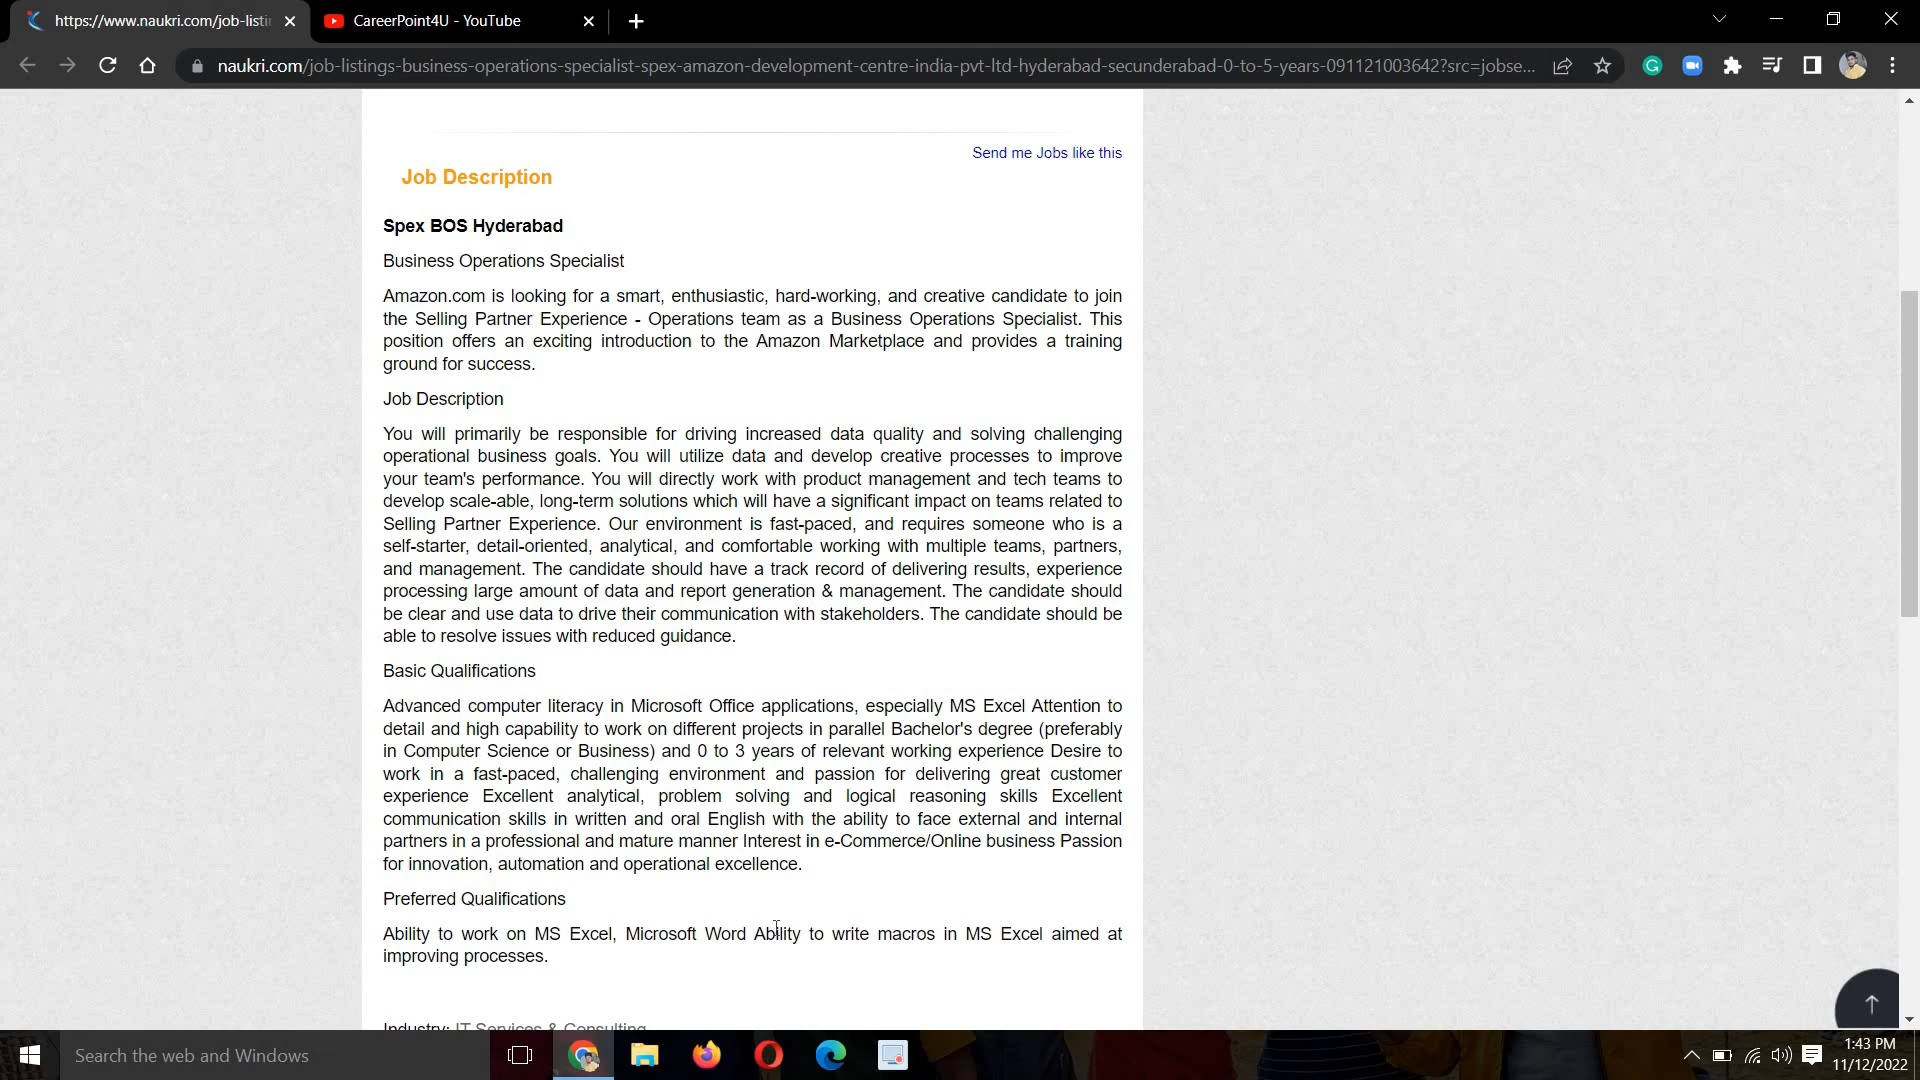 https://www.naukri.com/job-listi
CareerPoint4U - YouTube
naukri.com/job-listings-business-operations-specialist-spex-amazon-development-centre-india-pvt-ltd-hyderabad-secunderabad-0-to-5-years-091121003642?src=jobse...
Send me Jobs like this
Job Description
Spex BOS Hyderabad
Business Operations Specialist
Amazon.com is looking for a smart, enthusiastic, hard-working, and creative candidate to join
the Selling Partner Experience - Operations team as a Business Operations Specialist. This
position offers an exciting introduction to the Amazon Marketplace and provides a training
ground for success.
Job Description
You will primarily be responsible for driving increased data quality and solving challenging
operational business goals. You will utilize data and develop creative processes to improve
your team's performance. You will directly work with product management and tech teams to
develop scale-able, long-term solutions which will have a significant impact on teams related to
Selling Partner Experience. Our environment is fast-paced, and requires someone who is a
self-starter, detail-oriented, analytical, and comfortable working with multiple teams, partners,
and management. The candidate should have a track record of delivering results, experience
processing large amount of data and report generation & management. The candidate should
be clear and use data to drive their communication with stakeholders. The candidate should be
able to resolve issues with reduced guidance.
Basic Qualifications
Advanced computer literacy in Microsoft Office applications, especially MS Excel Attention to
detail and high capability to work on different projects in parallel Bachelor's degree (preferably
in Computer Science or Business) and 0 to 3 years of relevant working experience Desire to
work in a fast-paced, challenging environment and passion for delivering great customer
experience Excellent analytical, problem solving and logical reasoning skills Excellent
communication skills in written and oral English with the ability to face external and internal
partners in a professional and mature manner Interest in e-Commerce/Online business Passion
for innovation, automation and operational excellence.
Preferred Qualifications
Ability to work on MS Excel, Microsoft Word Ability to write macros in MS Excel aimed at
improving processes.
Industry: IT Services & Consulting
Search the web and Windows
1:43 PM
11/12/2022